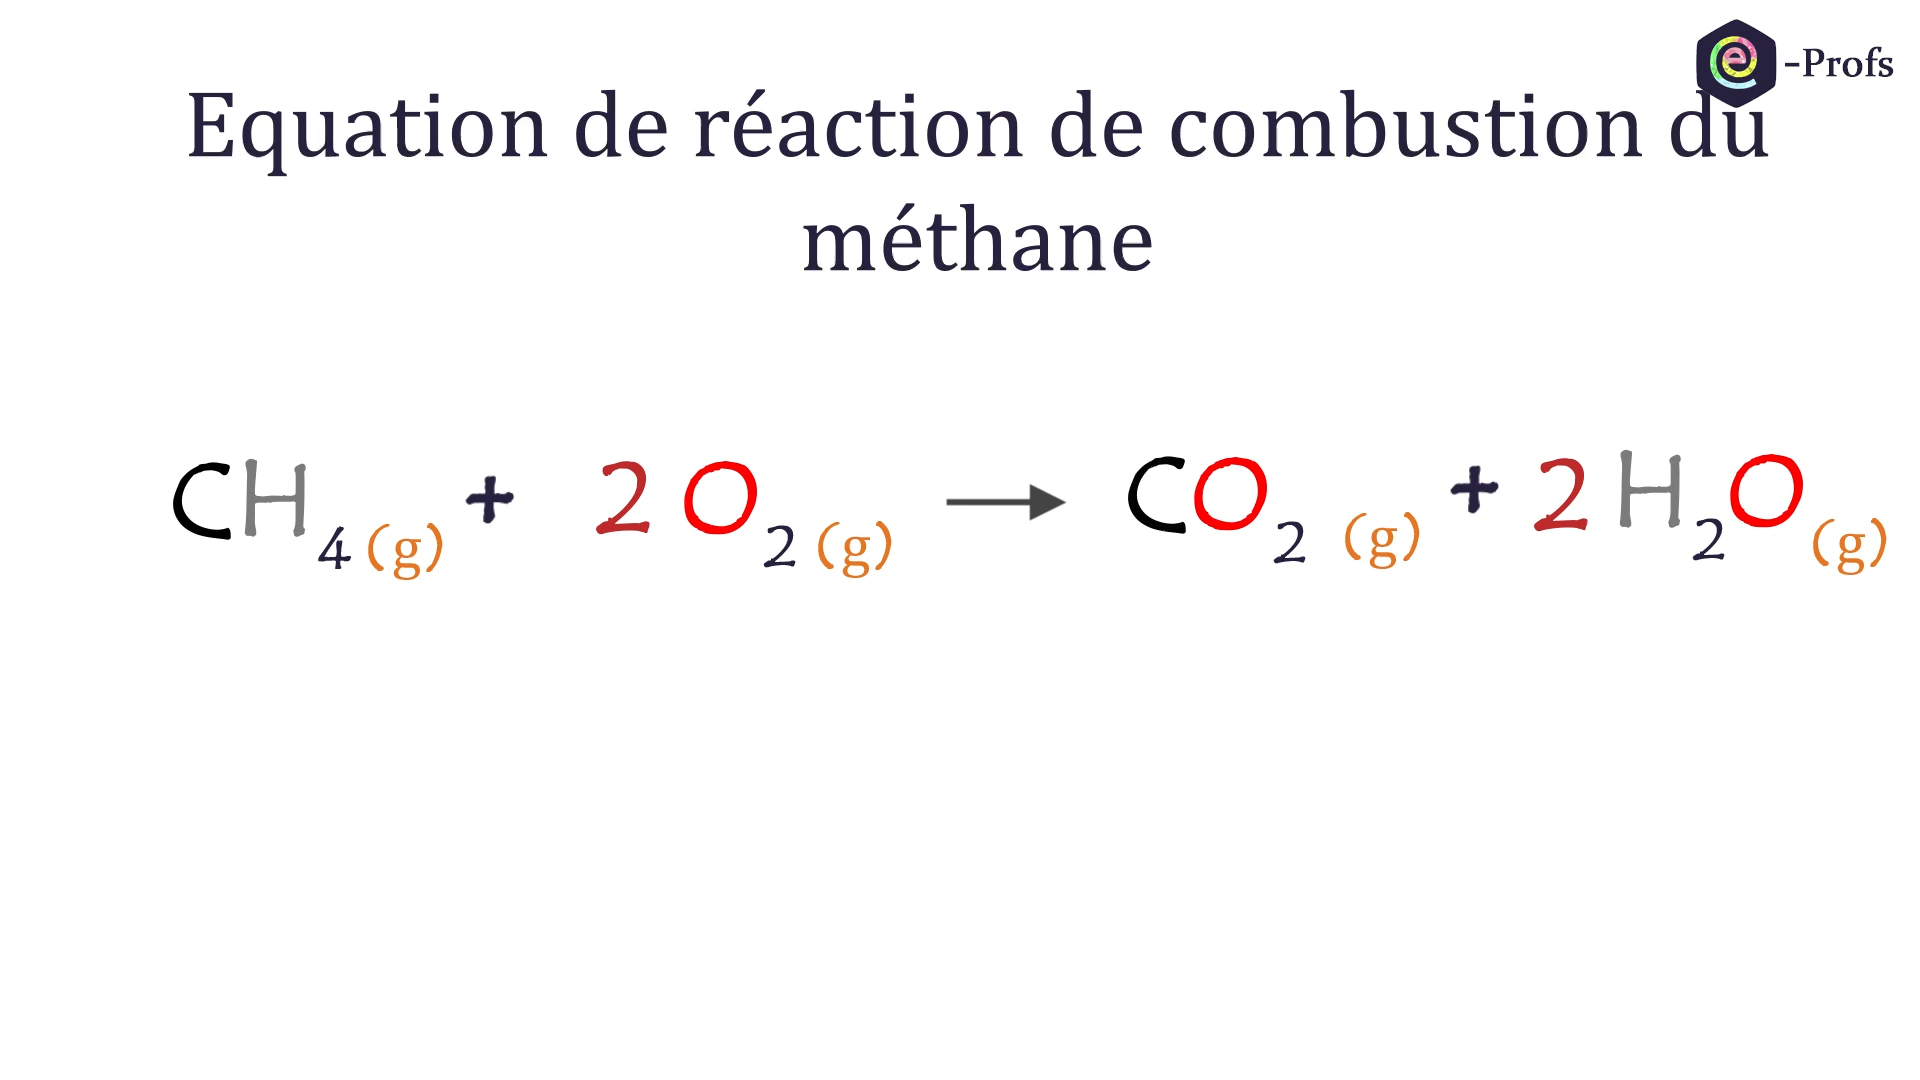 e-Profs
Equation de réaction de combustion du
méthane
CH4(g) + 2 O2(g) → CO2 (g) + 2 H2O(g)